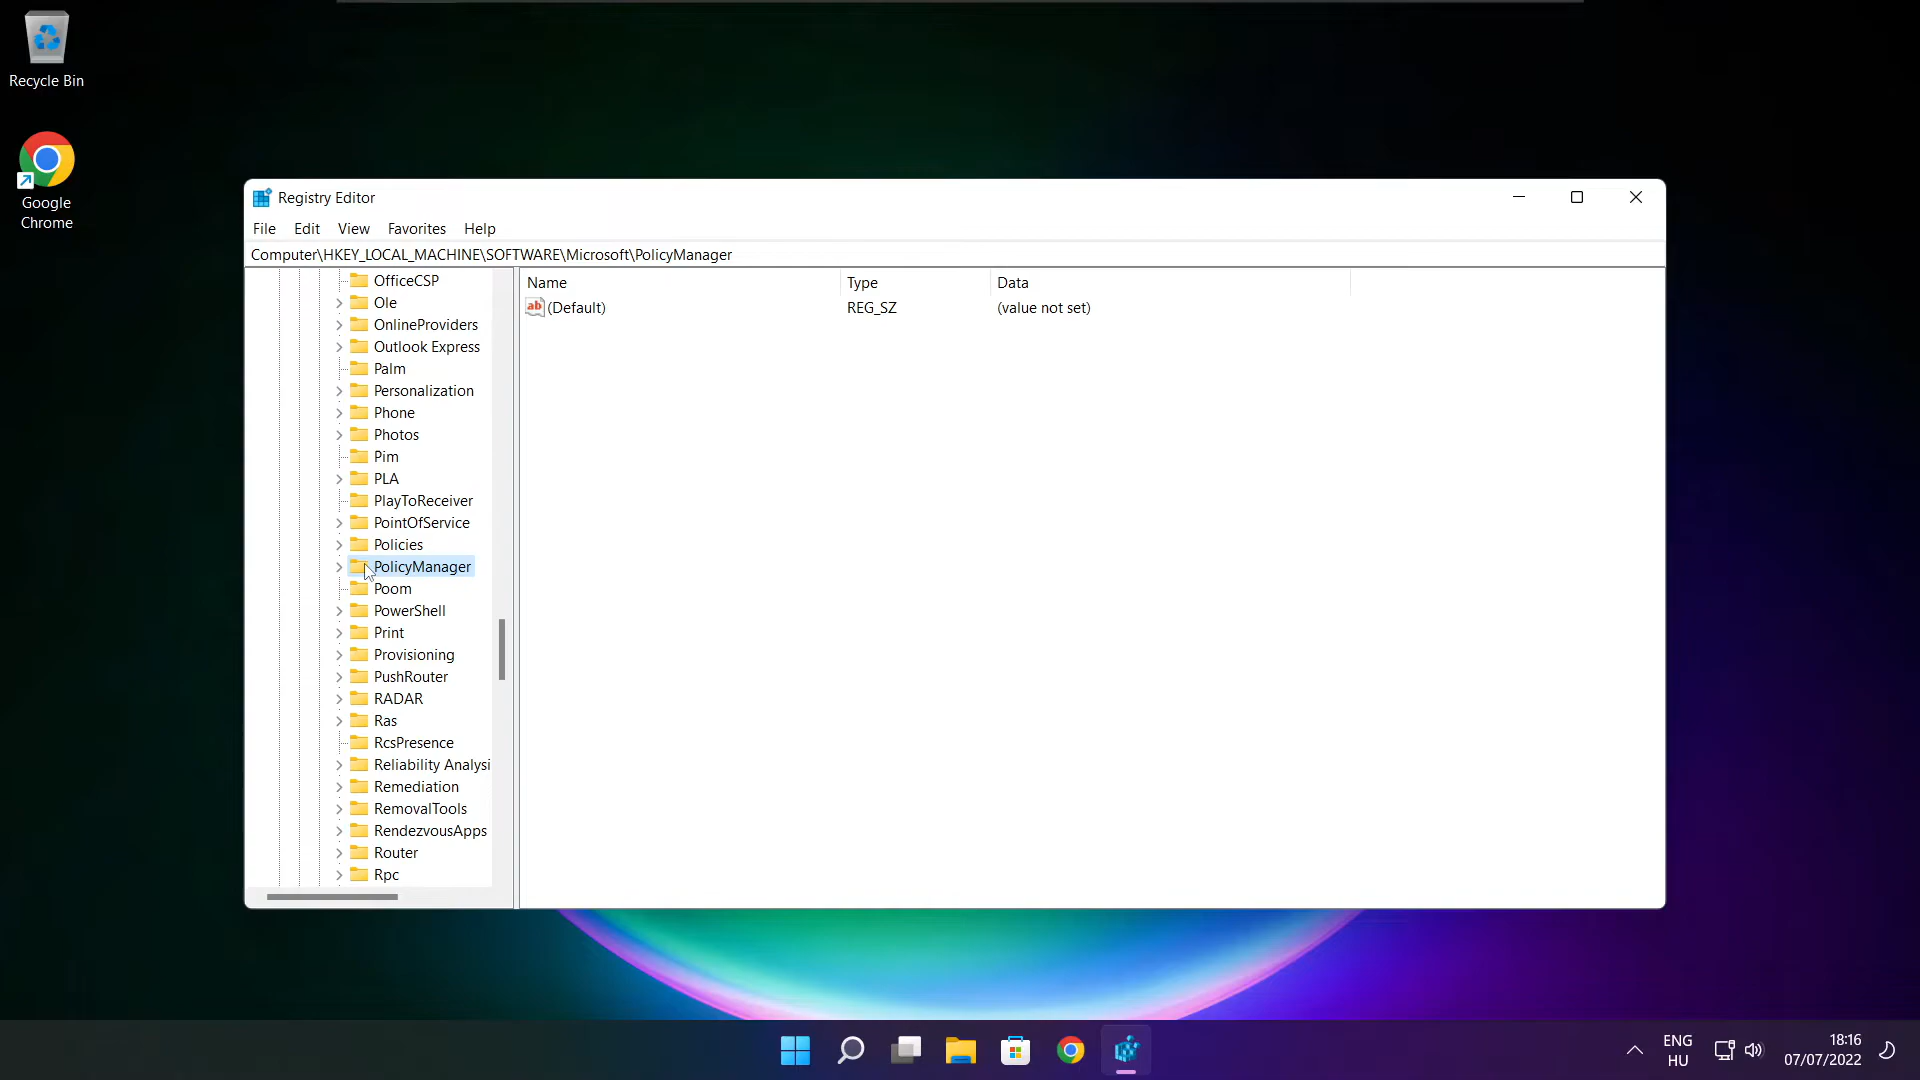 Recycle Bin
Google
Chrome
Registry Editor
File Edit View Favorites Help
Computer\HKEY_LOCAL_MACHINE\SOFTWARE\Microsoft\PolicyManager
OfficeCSP
Ole
OnlineProviders
Outlook Express
Palm
Personalization
Phone
Photos
Pim
PLA
PlayToReceiver
PointOfService
Policies
PolicyManager
Poom
PowerShell
Print
Provisioning
PushRouter
RADAR
Ras
RcsPresence
Reliability Analysi
Remediation
RemovalTools
RendezvousApps
Router
Rpc
Name Type Data
ab (Default) REG_SZ (value not set)
ENG
HU
18:16
07/07/2022